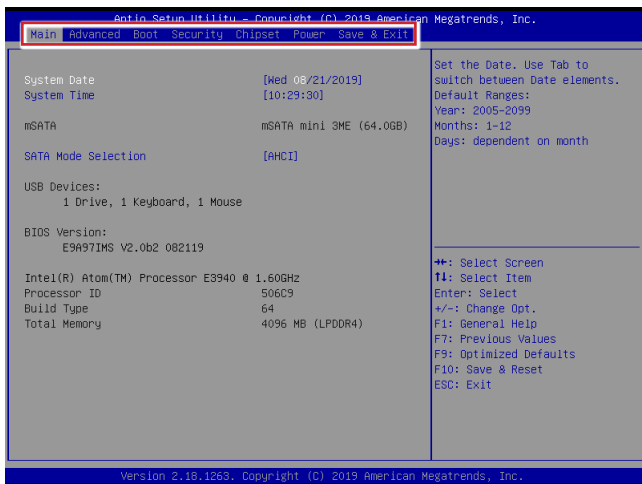 Aptio Setup Utility – Copyright (C) 2019 American Megatrends, Inc.
Main Advanced Boot Security Chipset Power Save & Exit
System Date [Wed 08/21/2019]
System Time [10:29:30]
mSATA mSATA mini 3ME (64.0GB)
SATA Mode Selection [AHCI]
USB Devices:
1 Drive, 1 Keyboard, 1 Mouse
BIOS Version:
E9A97IMS V2.0b2 082119
Intel(R) Atom(TM) Processor E3940 @ 1.60GHz
Processor ID 506C9
Build Type 64
Total Memory 4096 MB (LPDDR4)
Set the Date. Use Tab to
switch between Date elements.
Default Ranges:
Year: 2005-2099
Months: 1-12
Days: dependent on month
→←: Select Screen
↑↓: Select Item
Enter: Select
+/-: Change Opt.
F1: General Help
F7: Previous Values
F9: Optimized Defaults
F10: Save & Reset
ESC: Exit
Version 2.18.1263. Copyright (C) 2019 American Megatrends, Inc.